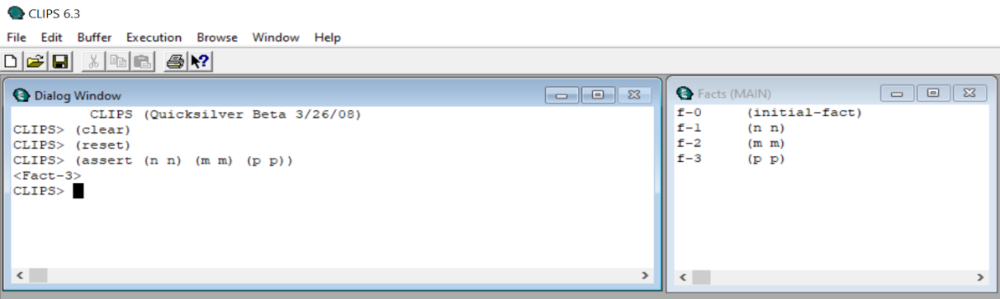 CLIPS 6.3
File Edit Buffer Execution Browse Window Help
Dialog Window
CLIPS (Quicksilver Beta 3/26/08)
CLIPS> (clear)
CLIPS> (reset)
CLIPS> (assert (n n) (m m) (p p))
<Fact-3>
CLIPS>
Facts (MAIN)
f-0 (initial-fact)
f-1 (n n)
f-2 (m m)
f-3 (p p)